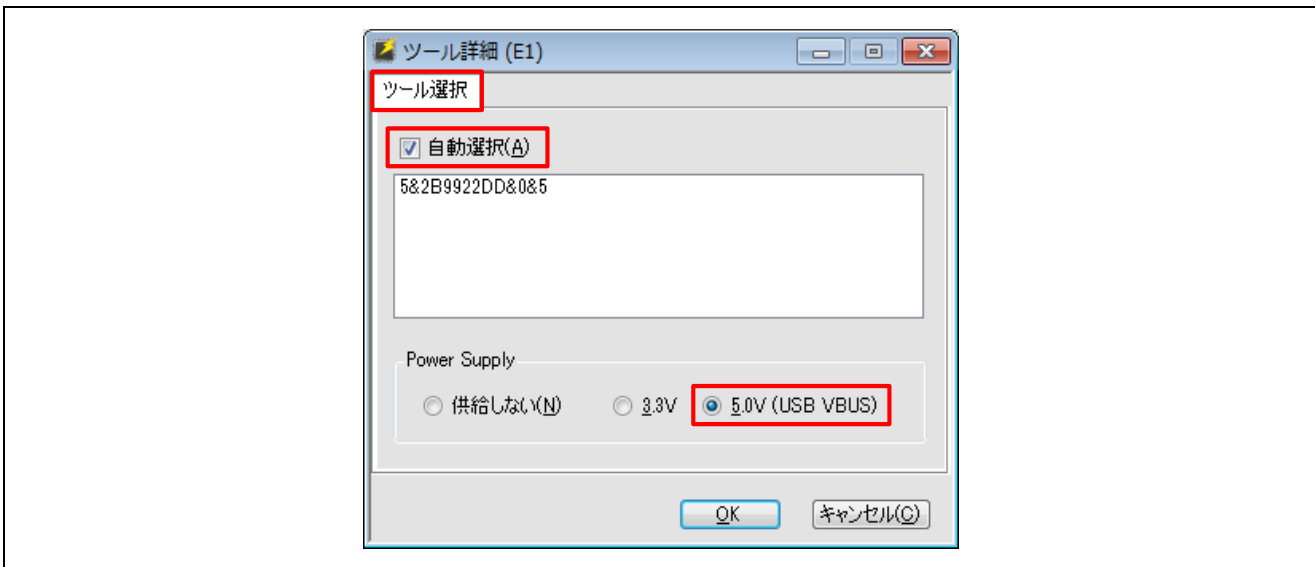 ツール詳細 (E1)
ツール選択
自動選択(A)
5&2B9922DD&0&5
Power Supply
供給しない(N) 3.3V 5.0V (USB VBUS)
OK キャンセル(C)